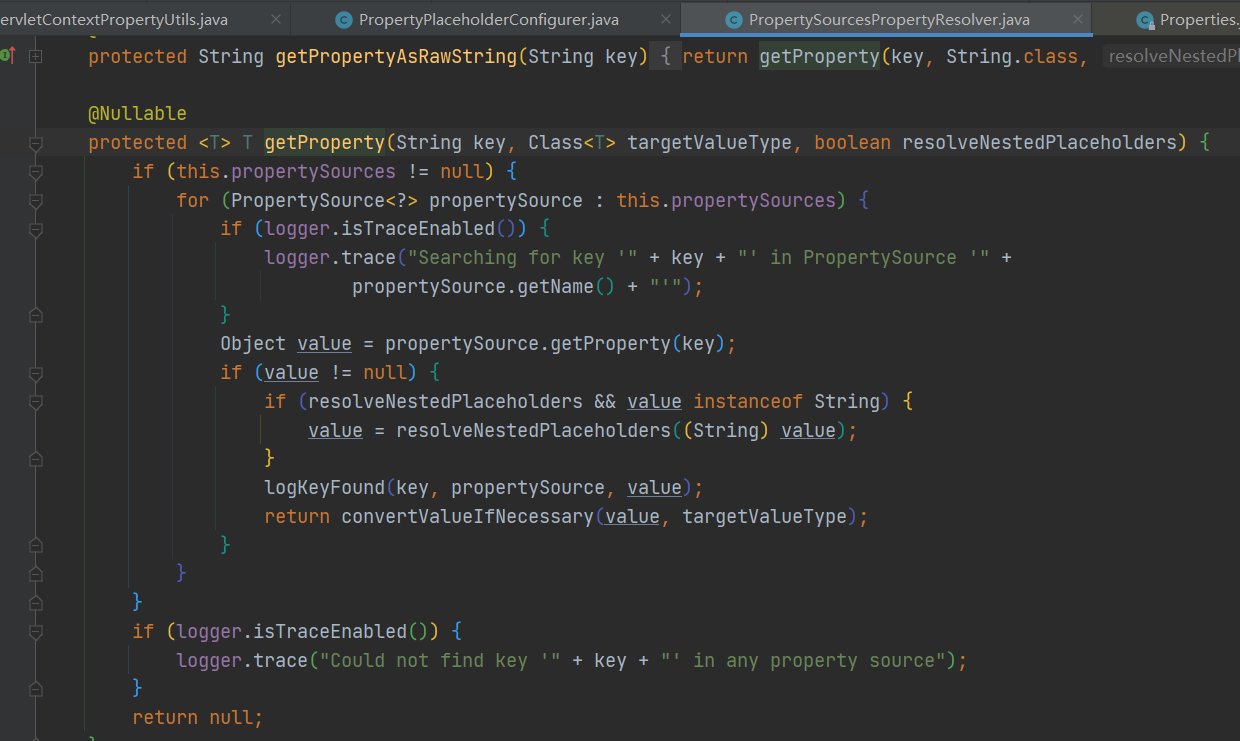 ervletContextPropertyUtils.java PropertyPlaceholderConfigurer.java PropertySourcesPropertyResolver.java Properties.
protected String getPropertyAsRawString(String key) { return getProperty(key, String.class, resolveNestedPl
@Nullable
protected <T> T getProperty(String key, Class<T> targetValueType, boolean resolveNestedPlaceholders) {
if (this.propertySources != null) {
for (PropertySource<?> propertySource : this.propertySources) {
if (logger.isTraceEnabled()) {
logger.trace("Searching for key '" + key + "' in PropertySource '" +
propertySource.getName() + "'");
}
Object value = propertySource.getProperty(key);
if (value != null) {
if (resolveNestedPlaceholders && value instanceof String) {
value = resolveNestedPlaceholders((String) value);
}
logKeyFound(key, propertySource, value);
return convertValueIfNecessary(value, targetValueType);
}
}
}
if (logger.isTraceEnabled()) {
logger.trace("Could not find key '" + key + "' in any property source");
}
return null;